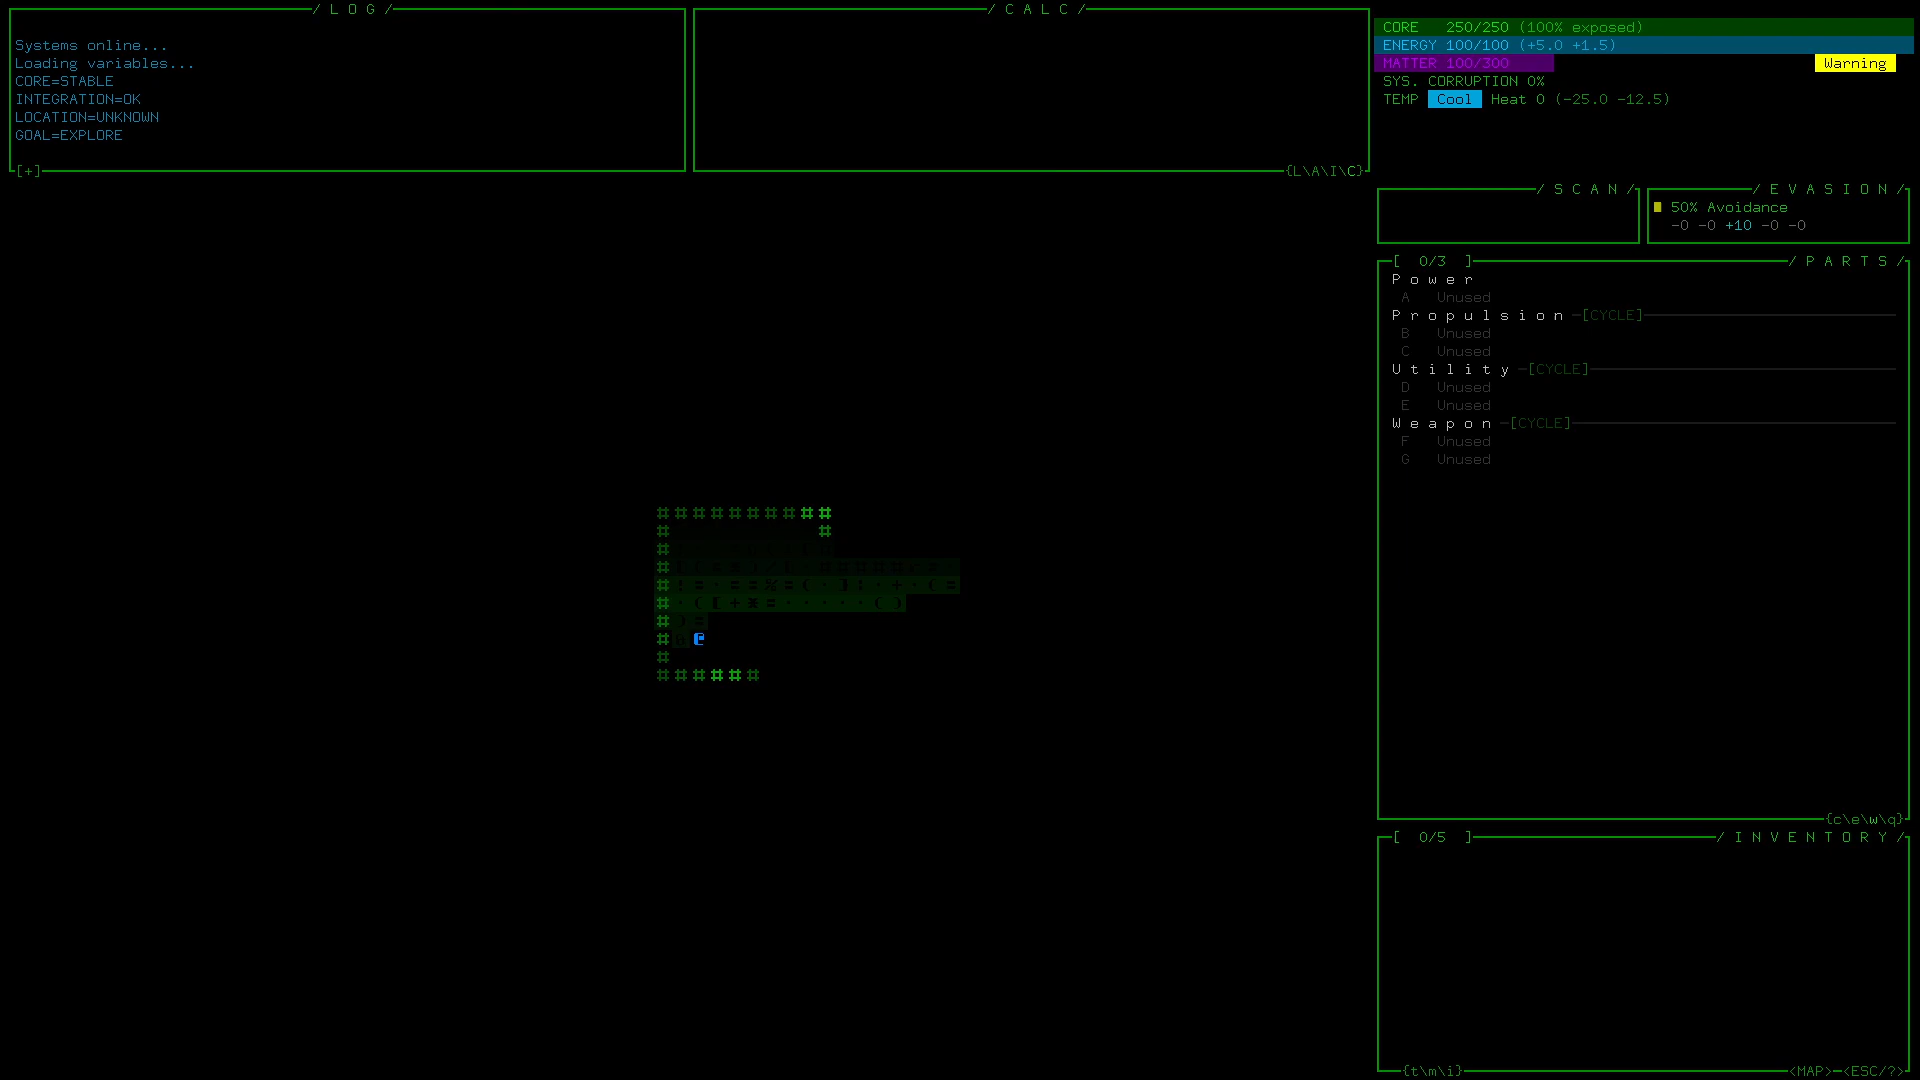 / L O G /
Systems online...
Loading variables...
CORE=STABLE
INTEGRATION=OK
LOCATION=UNKNOWN
GOAL=EXPLORE
[+]
/ C A L C /
{L\A\I\C}
CORE 250/250 (100% exposed)
ENERGY 100/100 (+5.0 +1.5)
MATTER 100/300
Warning
SYS. CORRUPTION 0%
TEMP Cool Heat 0 (-25.0 -12.5)
/ S C A N /
/ E V A S I O N /
50% Avoidance
-0 -0 +10 -0 -0
[ 0/3 ] / P A R T S /
P o w e r
A Unused
P r o p u l s i o n [CYCLE]
B Unused
C Unused
U t i l i t y [CYCLE]
D Unused
E Unused
W e a p o n [CYCLE]
F Unused
G Unused
{c\e\w\q}
[ 0/5 ] / I N V E N T O R Y /
{t\m\i}
<MAP> <ESC/?>